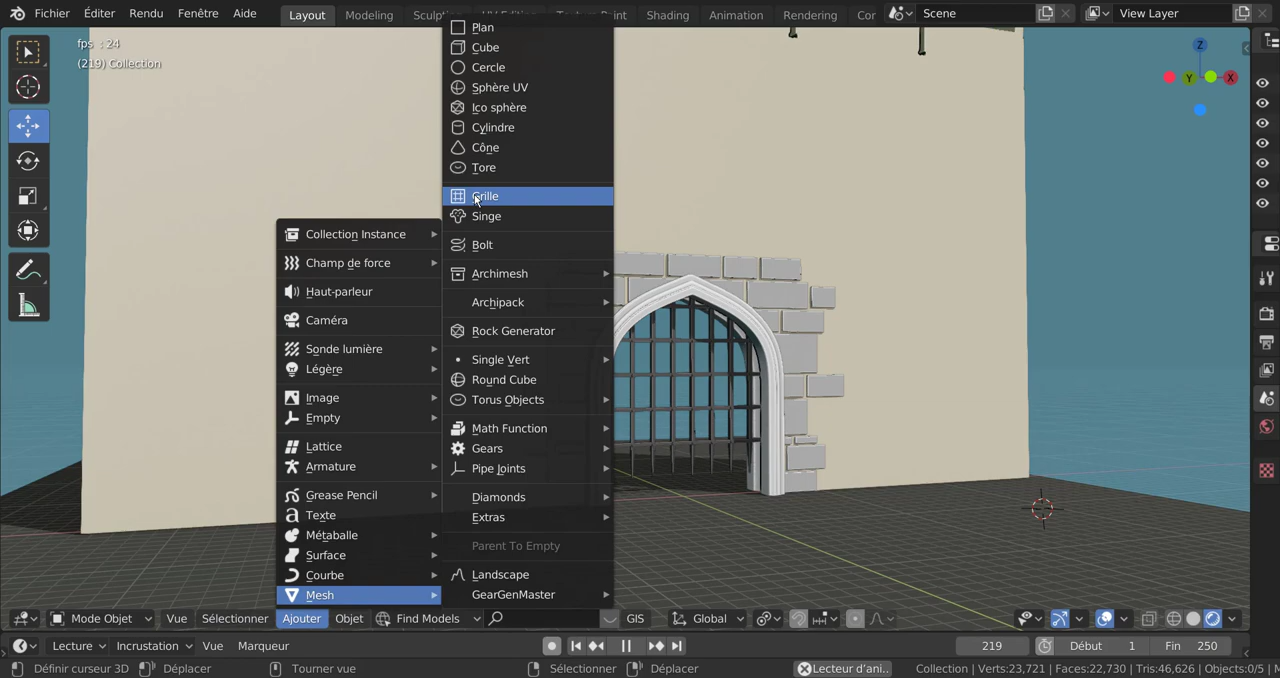 Fichier Éditer Rendu Fenêtre Aide Layout Modeling Shading Animation Rendering Scene View Layer
fps : 24
(219) Collection
Z
Y
X
Plan
Cube
Cercle
Sphère UV
Ico sphère
Cylindre
Cône
Tore
Grille
Singe
Bolt
Archimesh
Archipack
Rock Generator
Single Vert
Round Cube
Torus Objects
Math Function
Gears
Pipe Joints
Diamonds
Extras
Parent To Empty
Landscape
GearGenMaster
Collection Instance
Champ de force
Haut-parleur
Caméra
Sonde lumière
Légère
Image
Empty
Lattice
Armature
Grease Pencil
Texte
Métaballe
Surface
Courbe
Mesh
Mode Objet Vue Sélectionner Ajouter Objet Find Models GIS Global
Lecture Incrustation Vue Marqueur 219 Début 1 Fin 250
Définir curseur 3D Déplacer Tourner vue Sélectionner Déplacer Lecteur d'ani.. Collection | Verts:23,721 | Faces:22,730 | Tris:46,626 | Objects:0/5 |